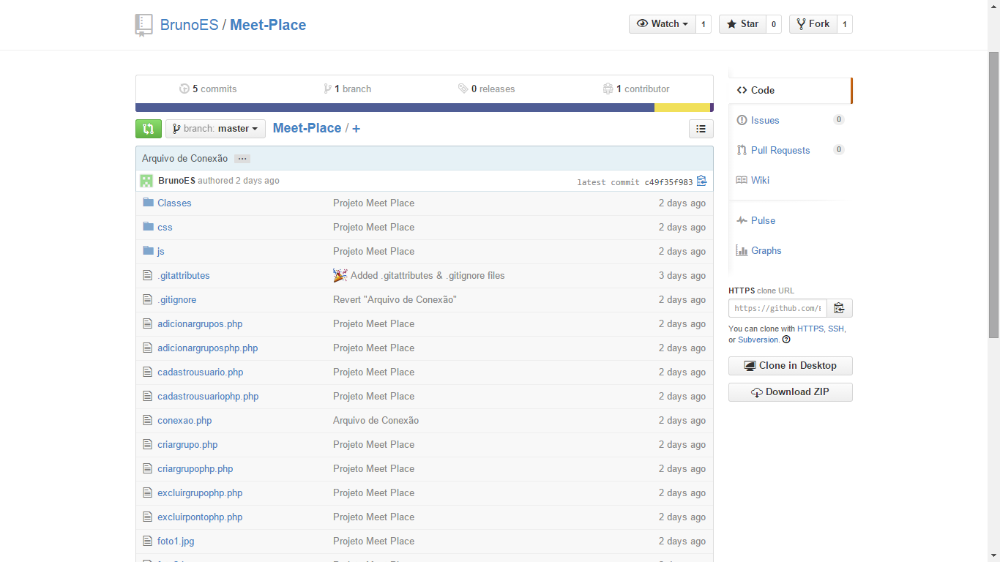 BrunoES / Meet-Place
Watch 1 Star 0 Fork 1
5 commits 1 branch 0 releases 1 contributor
branch: master Meet-Place / +
Arquivo de Conexão ...
BrunoES authored 2 days ago latest commit c49f35f983
Classes Projeto Meet Place 2 days ago
css Projeto Meet Place 2 days ago
js Projeto Meet Place 2 days ago
.gitattributes Added .gitattributes & .gitignore files 3 days ago
.gitignore Revert "Arquivo de Conexão" 2 days ago
adicionargrupos.php Projeto Meet Place 2 days ago
adicionargruposphp.php Projeto Meet Place 2 days ago
cadastrousuario.php Projeto Meet Place 2 days ago
cadastrousuariophp.php Projeto Meet Place 2 days ago
conexao.php Arquivo de Conexão 2 days ago
criargrupo.php Projeto Meet Place 2 days ago
criargrupophp.php Projeto Meet Place 2 days ago
excluirgrupophp.php Projeto Meet Place 2 days ago
excluirpontophp.php Projeto Meet Place 2 days ago
foto1.jpg Projeto Meet Place 2 days ago
Code
Issues 0
Pull Requests 0
Wiki
Pulse
Graphs
HTTPS clone URL
https://github.com/
You can clone with HTTPS, SSH,
or Subversion. ?
Clone in Desktop
Download ZIP